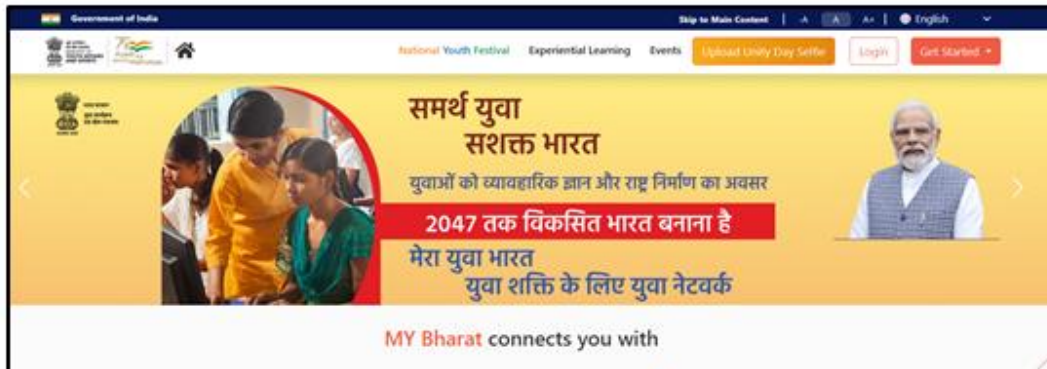 Government of India
Skip to Main Content | -A A A+ | English
National Youth Festival Experiential Learning Events Upload Unity Day Selfie Login Get Started
समर्थ युवा
सशक्त भारत
युवाओं को व्यावहारिक ज्ञान और राष्ट्र निर्माण का अवसर
2047 तक विकसित भारत बनाना है
मेरा युवा भारत
युवा शक्ति के लिए युवा नेटवर्क
MY Bharat connects you with